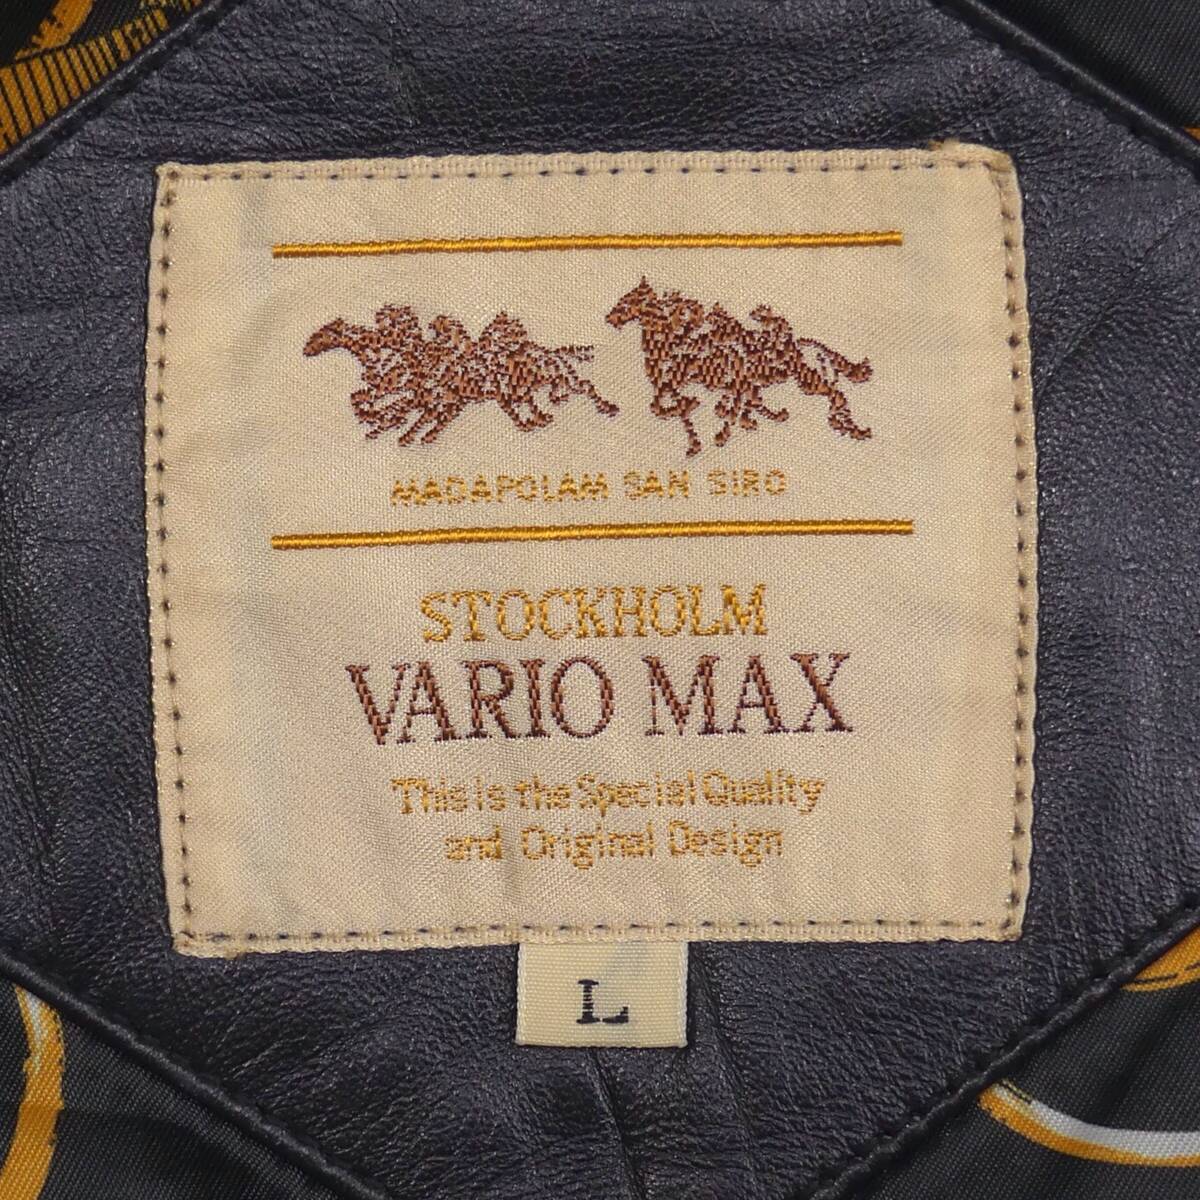 MADAPOLAM SAN SIRO
STOCKHOLM
VARIO MAX
This is the Special Quality
and Original Design
L